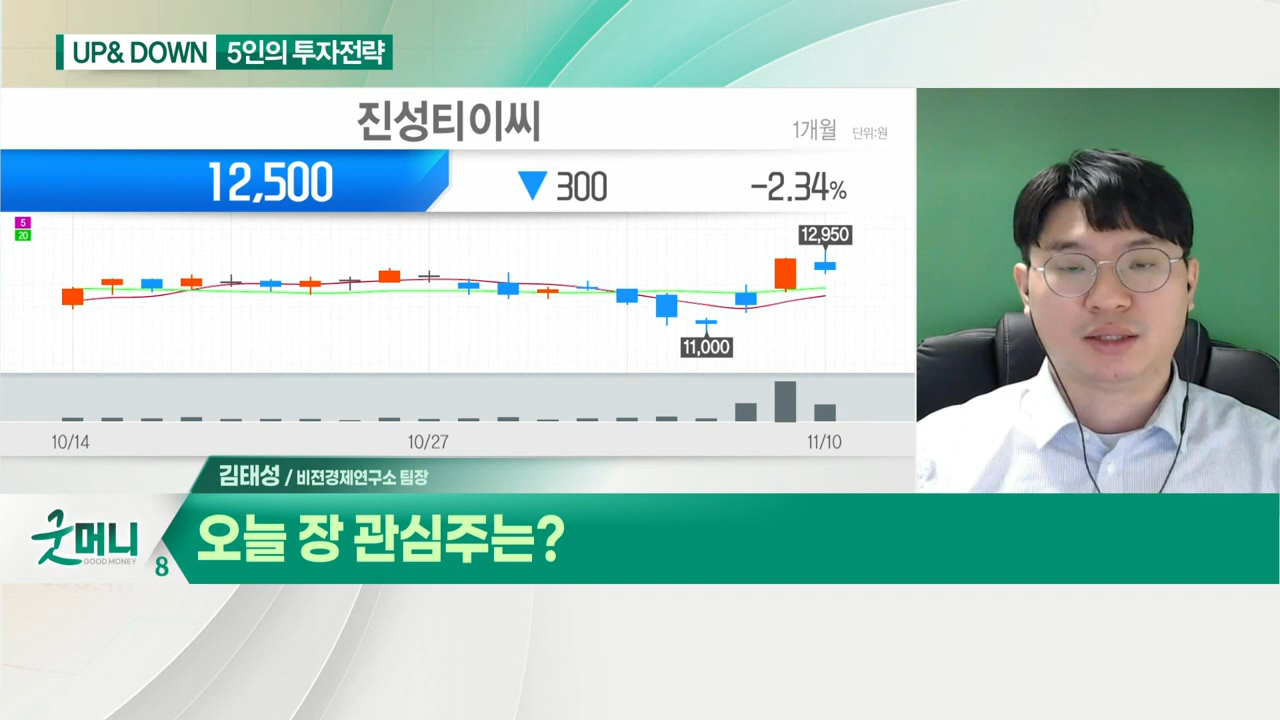 UP& DOWN 5인의 투자전략
진성티이씨
1개월 단위:원
12,500 ▼ 300 -2.34%
5
20
12,950
11,000
10/14 10/27 11/10
김태성 / 비전경제연구소 팀장
굿머니
GOOD MONEY
8
오늘 장 관심주는?